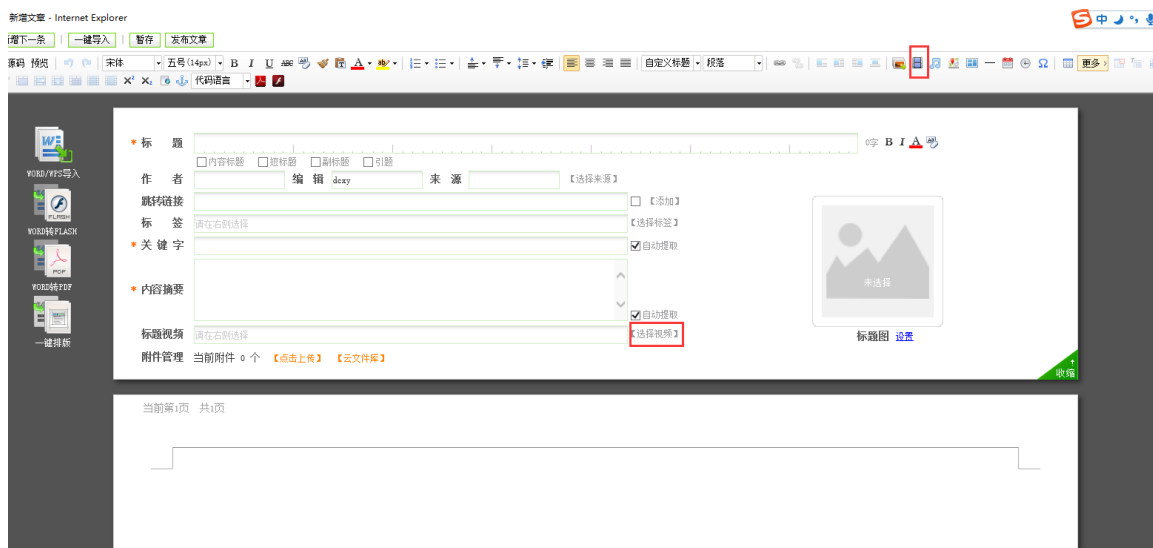 新增文章 - Internet Explorer
中
增下一条 一键导入 暂存 发布文章
源码 预览 宋体 五号(14px) B I U ABC A aby 自定义标题 段落 Ω 更多
X² X₂ 代码语言
WORD/WPS导入
FLASH
WORD转FLASH
PDF
WORD转PDF
一键排版
* 标 题 0字 B I A
内容标题 短标题 副标题 引题
作 者 编 辑 dcxy 来 源 【选择来源】
跳转链接 【添加】
标 签 请在右侧选择 【选择标签】
* 关 键 字 自动提取
未选择
* 内容摘要 自动提取
标题视频 请在右侧选择 【选择视频】
标题图 设置
附件管理 当前附件 0 个 【点击上传】 【云文件库】
收缩
当前第1页 共1页